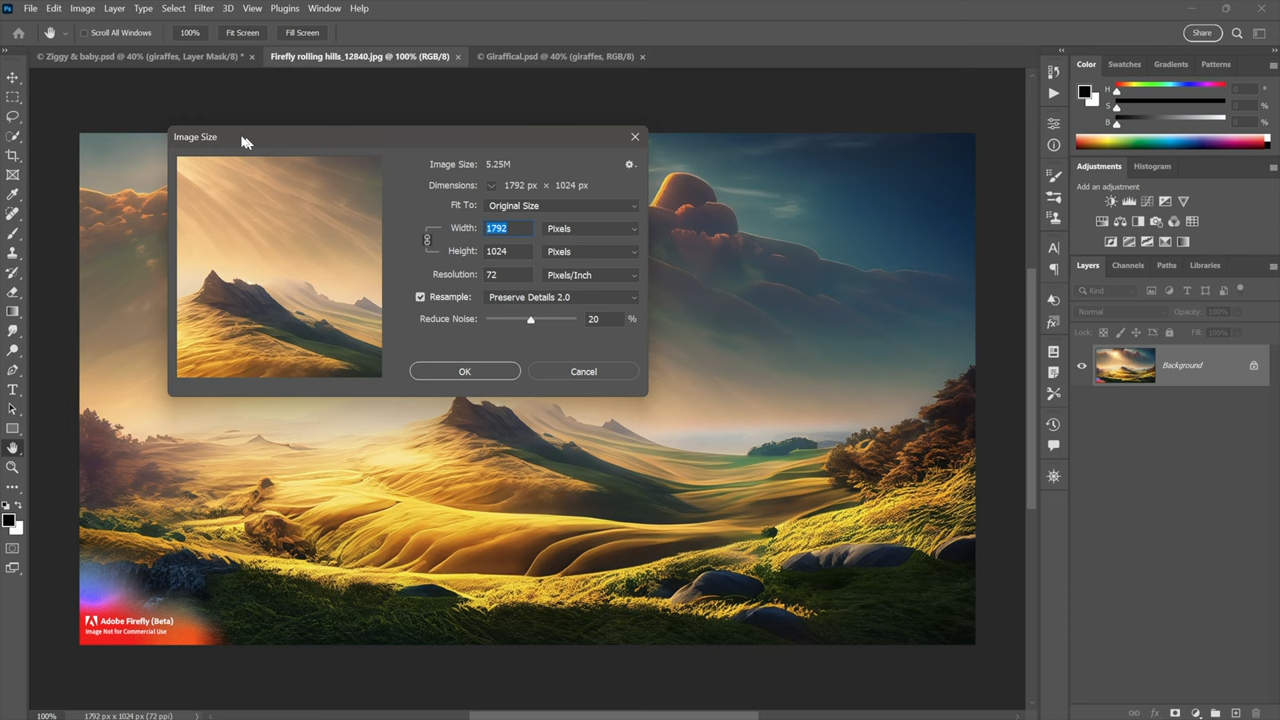 Ps File Edit Image Layer Type Select Filter 3D View Plugins Window Help
Scroll All Windows 100% Fit Screen Fill Screen Share
© Ziggy & baby.psd @ 40% (giraffes, Layer Mask/8) * × Firefly rolling hills_12840.jpg @ 100% (RGB/8) × © Giraffical.psd @ 40% (giraffes, RGB/8) ×
Color Swatches Gradients Patterns
H 0 °
S 0 %
B 0 %
Image Size
Image Size: 5.25M
Dimensions: 1792 px × 1024 px
Fit To: Original Size
Width: 1792 Pixels
Height: 1024 Pixels
Resolution: 72 Pixels/Inch
Resample: Preserve Details 2.0
Reduce Noise: 20 %
OK Cancel
Adjustments Histogram
Add an adjustment
Layers Channels Paths Libraries
Kind
Normal Opacity: 100%
Lock: Fill: 100%
Background
Adobe Firefly (Beta)
Image Not for Commercial Use
100% 1792 px x 1024 px (72 ppi)